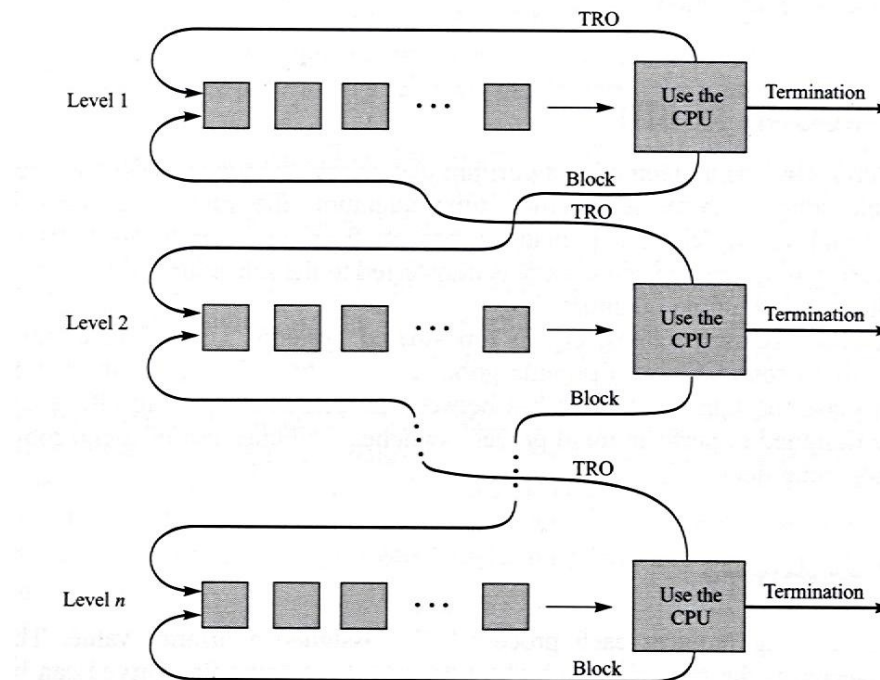 TRO
Level 1
Use the
CPU
Termination
Block
TRO
Level 2
Use the
CPU
Termination
Block
TRO
Level n
Use the
CPU
Termination
Block